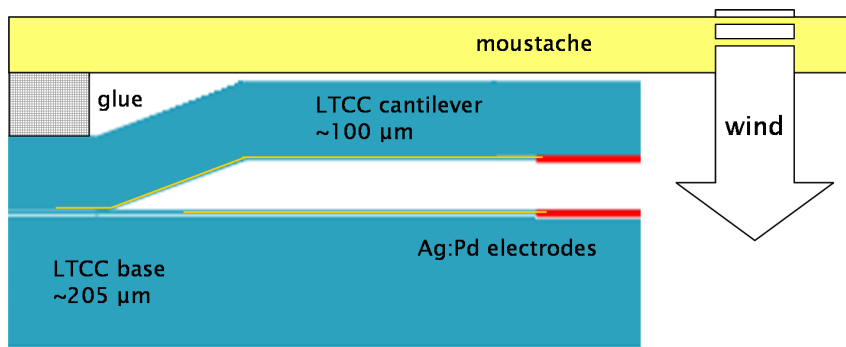 moustache
glue
LTCC cantilever
~100 µm
wind
Ag:Pd electrodes
LTCC base
~205 µm